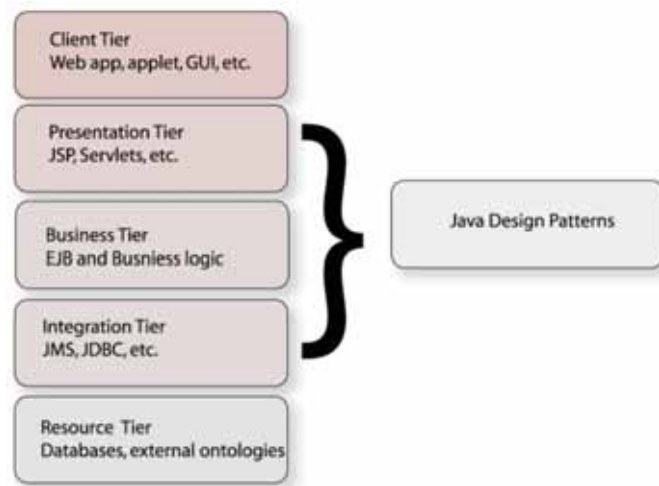 Client Tier
Web app, applet, GUI, etc.
Presentation Tier
JSP, Servlets, etc.
Business Tier
EJB and Busniess logic
Integration Tier
JMS, JDBC, etc.
Resource Tier
Databases, external ontologies
Java Design Patterns